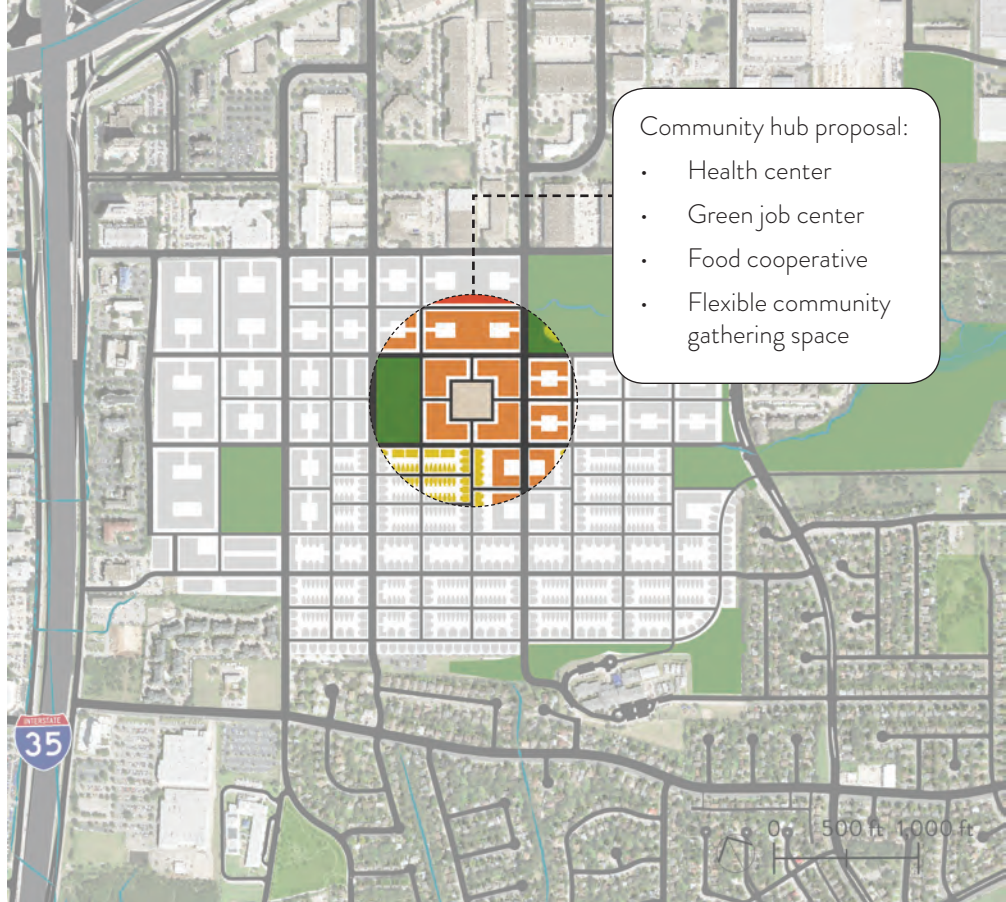 Community hub proposal:
• Health center
• Green job center
• Food cooperative
• Flexible community
gathering space
INTERSTATE
35
0 500 ft 1,000 ft